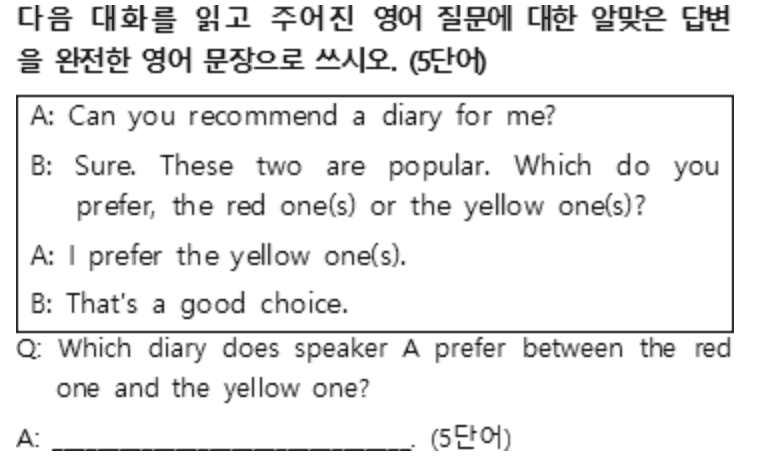 다음 대화를 읽고 주어진 영어 질문에 대한 알맞은 답변
을 완전한 영어 문장으로 쓰시오. (5단어)
A: Can you recommend a diary for me?
B: Sure. These two are popular. Which do you
prefer, the red one(s) or the yellow one(s)?
A: I prefer the yellow one(s).
B: That's a good choice.
Q: Which diary does speaker A prefer between the red
one and the yellow one?
A: ______________________________. (5단어)